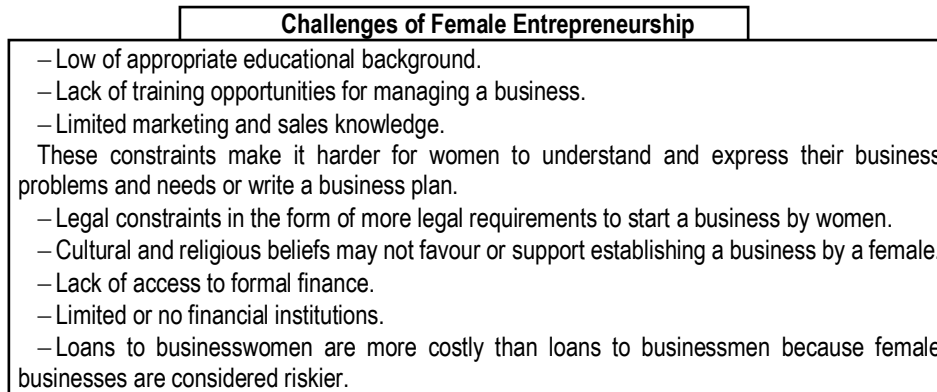 Challenges of Female Entrepreneurship
– Low of appropriate educational background.
– Lack of training opportunities for managing a business.
– Limited marketing and sales knowledge.
These constraints make it harder for women to understand and express their business
problems and needs or write a business plan.
– Legal constraints in the form of more legal requirements to start a business by women.
– Cultural and religious beliefs may not favour or support establishing a business by a female.
– Lack of access to formal finance.
– Limited or no financial institutions.
– Loans to businesswomen are more costly than loans to businessmen because female
businesses are considered riskier.